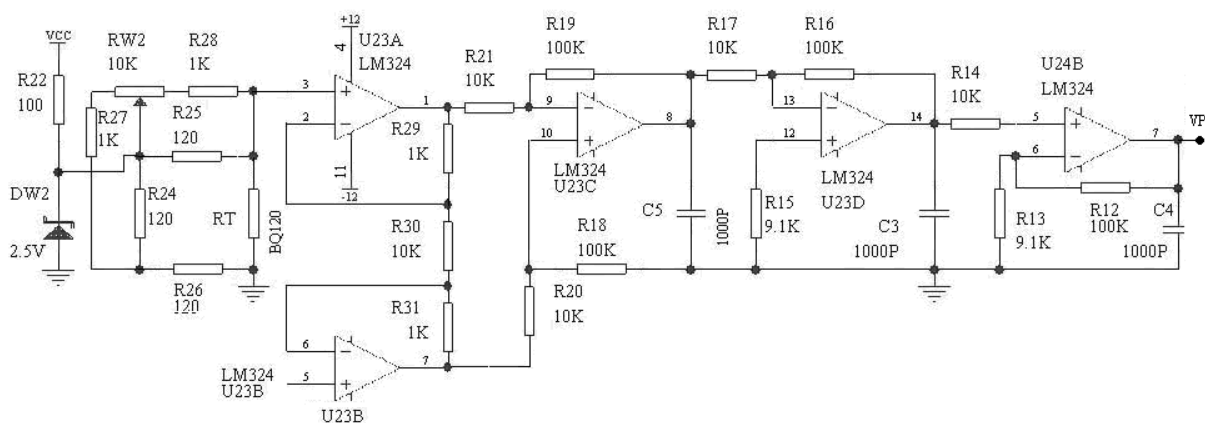 VCC
R22
100
RW2
10K
R28
1K
R27
1K
R25
120
+12
4
U23A
LM324
3
2
1
11
-12
DW2
2.5V
R24
120
RT
BQ120
R26
120
R29
1K
R30
10K
R31
1K
6
5
7
LM324
U23B
U23B
R21
10K
R19
100K
9
10
8
LM324
U23C
R18
100K
R20
10K
C5
1000P
R17
10K
R16
100K
13
12
14
LM324
U23D
R15
9.1K
C3
1000P
R14
10K
U24B
LM324
5
6
7
VP
R13
9.1K
R12
100K
C4
1000P